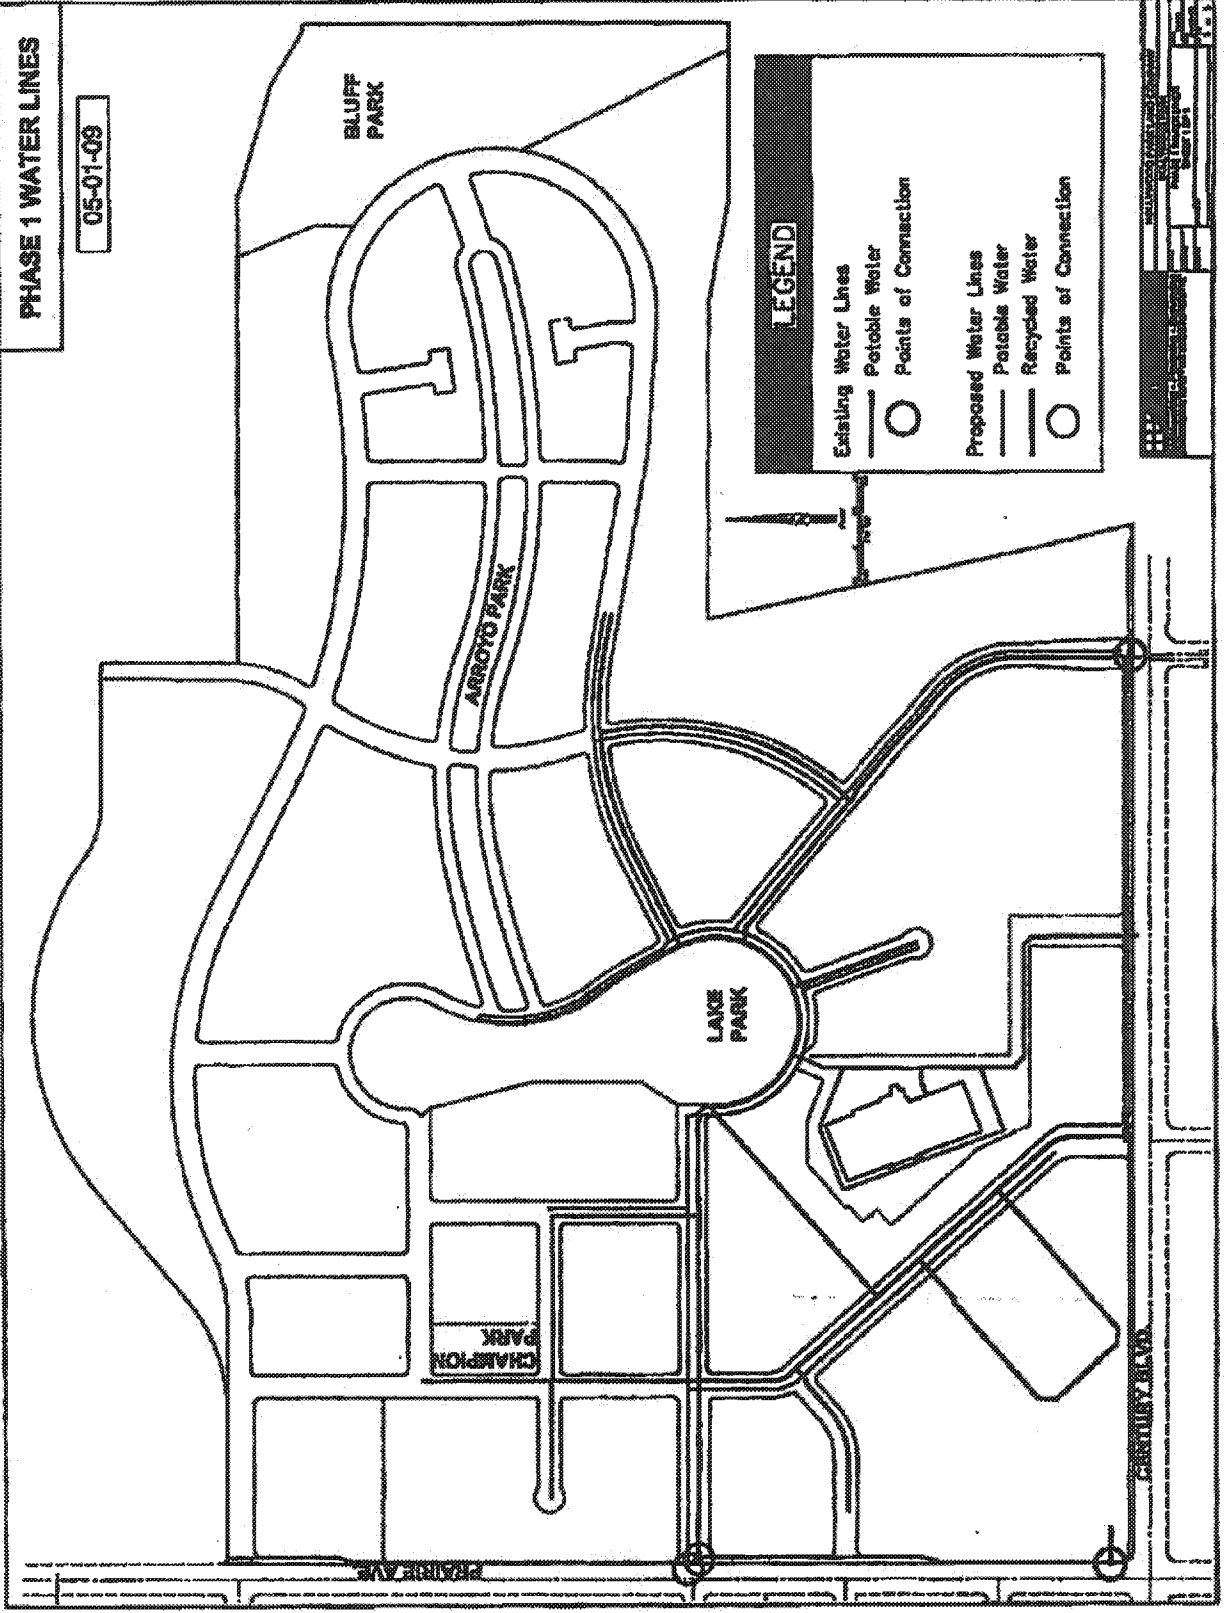 PHASE 1 WATER LINES
05-01-09
BLUFF
PARK
ARROYO PARK
LAKE
PARK
CHAMPION
PARK
PRAIRIE AVE
CENTURY BLVD.
LEGEND
Existing Water Lines
Potable Water
Points of Connection
Proposed Water Lines
Potable Water
Recycled Water
Points of Connection